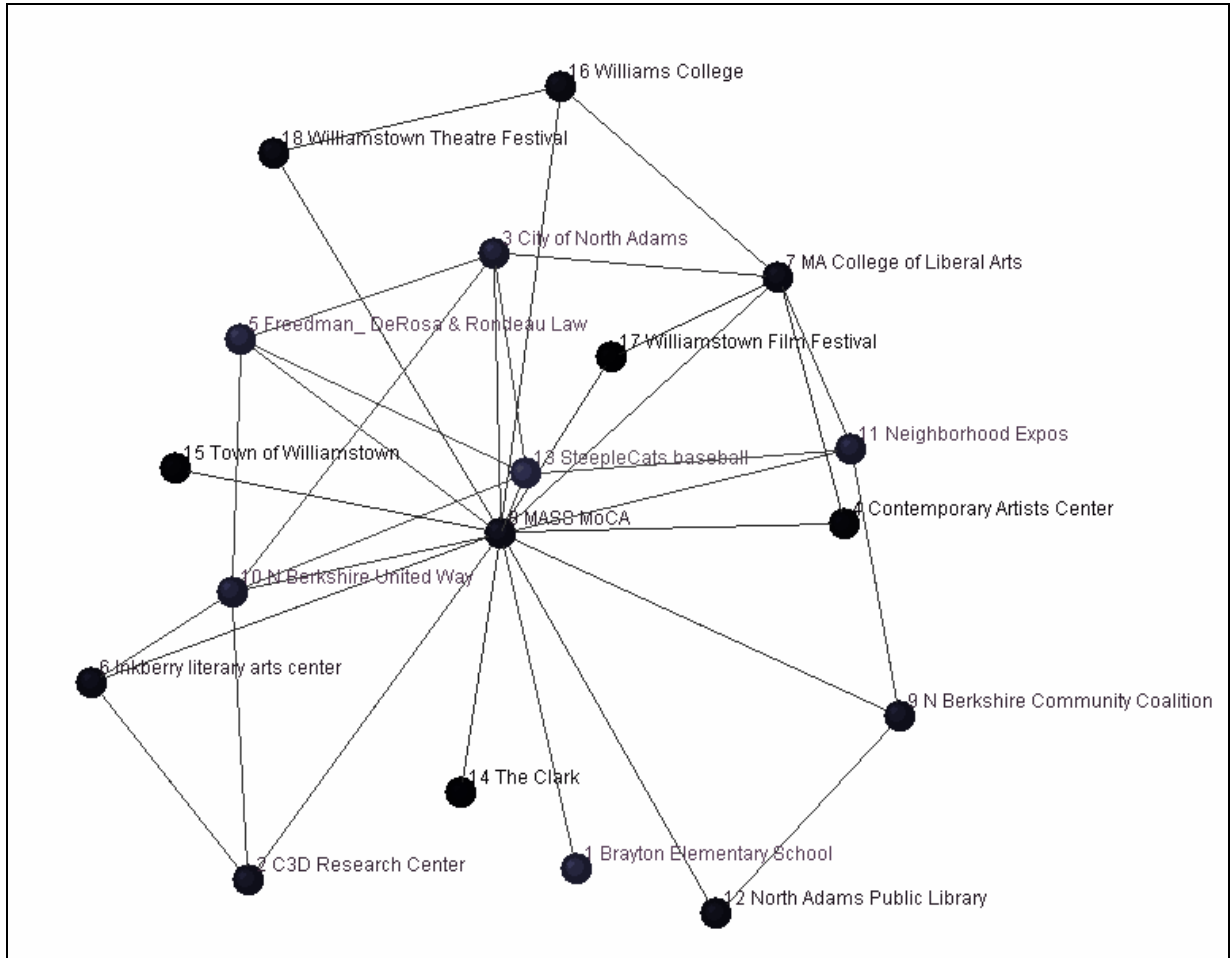 16 Williams College
18 Williamstown Theatre Festival
3 City of North Adams
7 MA College of Liberal Arts
5 Freedman_ DeRosa & Rondeau Law
17 Williamstown Film Festival
11 Neighborhood Expos
15 Town of Williamstown
13 SteepleCats baseball
4 Contemporary Artists Center
8 MASS MoCA
10 N Berkshire United Way
6 Inkberry literary arts center
9 N Berkshire Community Coalition
14 The Clark
1 Brayton Elementary School
2 C3D Research Center
12 North Adams Public Library